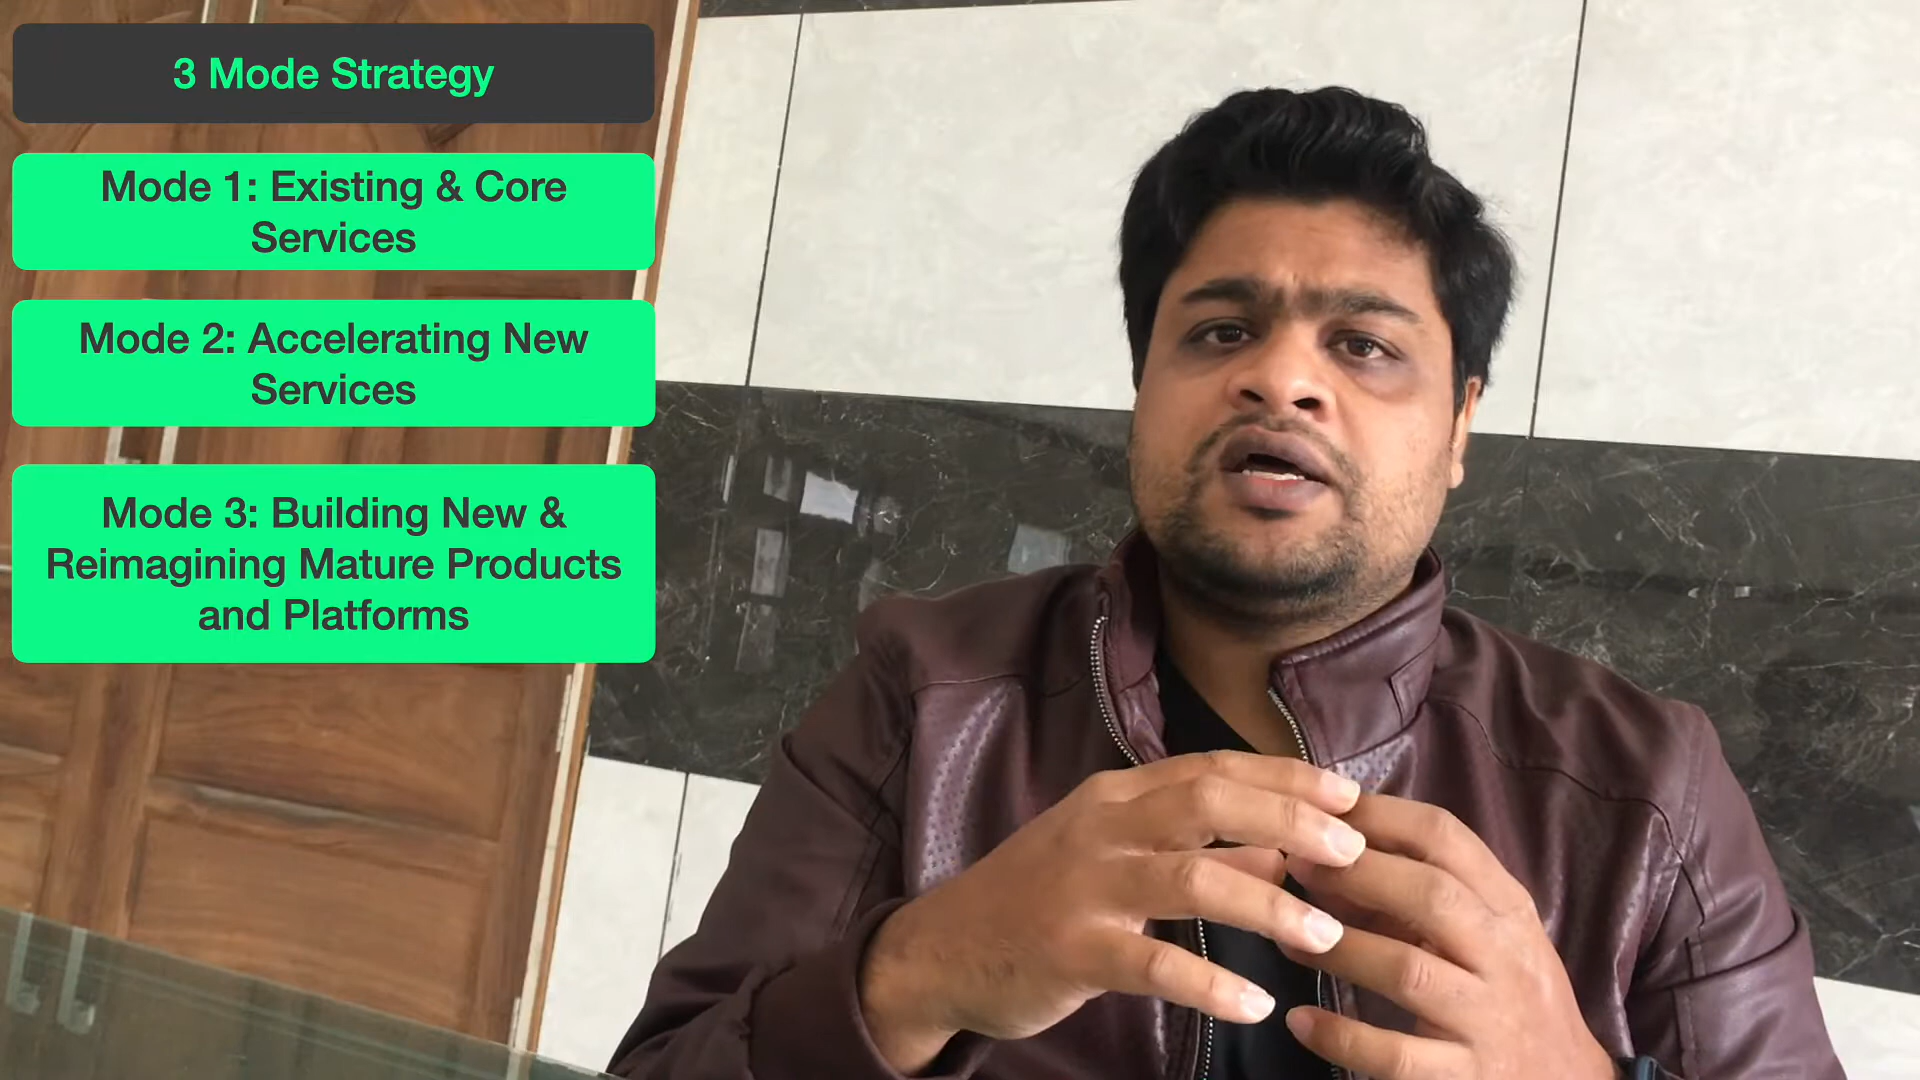 3 Mode Strategy
Mode 1: Existing & Core
Services
Mode 2: Accelerating New
Services
Mode 3: Building New &
Reimagining Mature Products
and Platforms